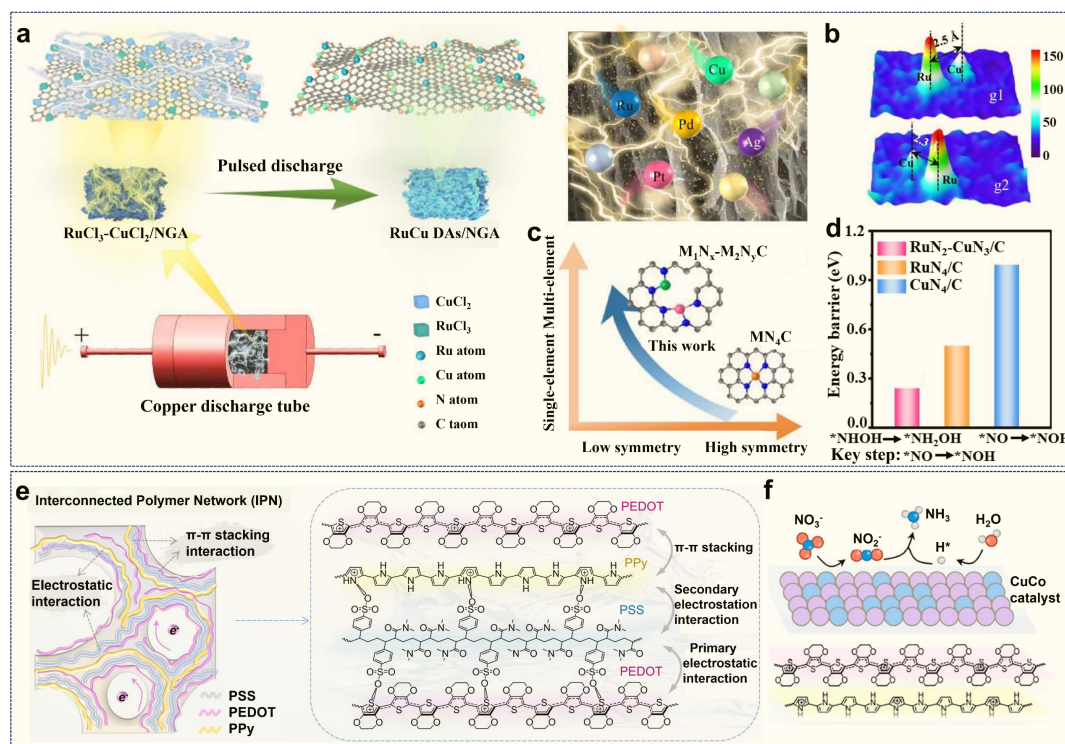 a
Pulsed discharge
RuCl₃-CuCl₂/NGA
RuCu DAs/NGA
+
-
Copper discharge tube
CuCl₂
RuCl₃
Ru atom
Cu atom
N atom
C taom
Cu
Ru
Pd
Ag
Pt
b
2.5 Å
Ru
Cu
g1
2.3
Cu
Ru
g2
150
100
50
0
c
Single-element Multi-element
M₁Nₓ-M₂NᵧC
This work
MN₄C
Low symmetry
High symmetry
d
Energy barrier (eV)
1.2
0.9
0.6
0.3
0.0
RuN₂-CuN₃/C
RuN₄/C
CuN₄/C
*NHOH→*NH₂OH
*NO→*NOH
Key step: *NO→*NOH
e
Interconnected Polymer Network (IPN)
π-π stacking
interaction
Electrostatic
interaction
e⁻
e⁻
PSS
PEDOT
PPy
PEDOT
π-π stacking
PPy
Secondary
electrostation
interaction
PSS
Primary
electrostatic
interaction
PEDOT
f
NO₃⁻
NO₂⁻
NH₃
H*
H₂O
CuCo
catalyst